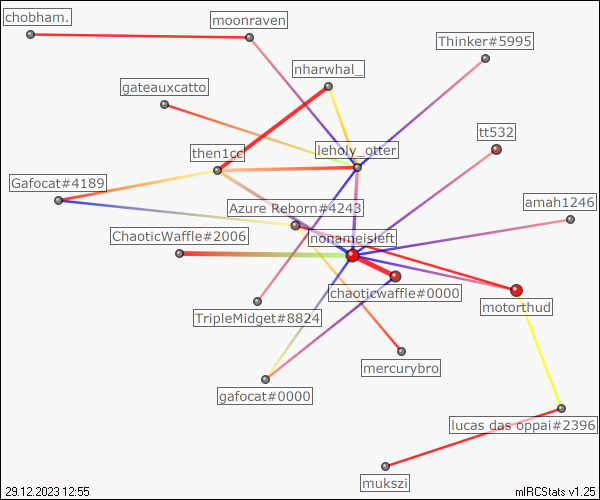 chobham.
moonraven
Thinker#5995
nharwhal_
gateauxcatto
tt532
then1cc
leholy_otter
Gafocat#4189
amah1246
Azure Reborn#4243
ChaoticWaffle#2006
nonameisleft
chaoticwaffle#0000
motorthud
TripleMidget#8824
mercurybro
gafocat#0000
lucas das oppai#2396
mukszi
29.12.2023 12:55
mIRCStats v1.25